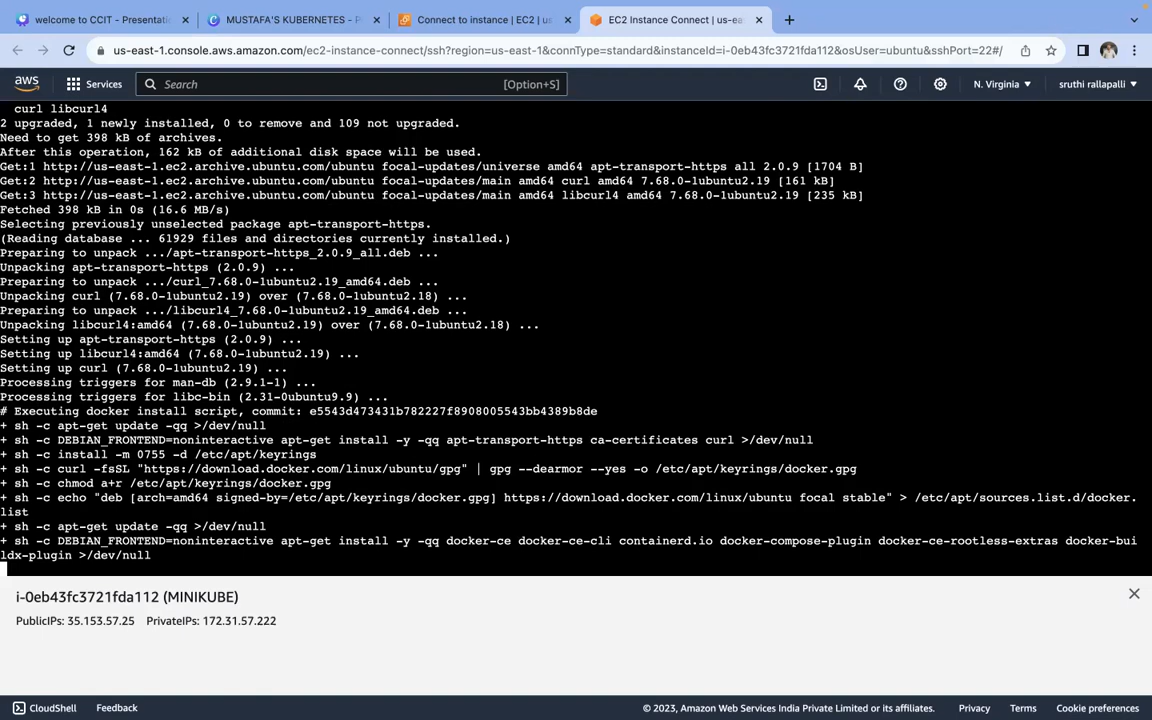 welcome to CCIT - Presentati
MUSTAFA'S KUBERNETES - P
Connect to instance | EC2 | us
EC2 Instance Connect | us-ea
us-east-1.console.aws.amazon.com/ec2-instance-connect/ssh?region=us-east-1&connType=standard&instanceId=i-0eb43fc3721fda112&osUser=ubuntu&sshPort=22#/
aws
Services
Search
[Option+S]
N. Virginia
sruthi rallapalli
curl libcurl4
2 upgraded, 1 newly installed, 0 to remove and 109 not upgraded.
Need to get 398 kB of archives.
After this operation, 162 kB of additional disk space will be used.
Get:1 http://us-east-1.ec2.archive.ubuntu.com/ubuntu focal-updates/universe amd64 apt-transport-https all 2.0.9 [1704 B]
Get:2 http://us-east-1.ec2.archive.ubuntu.com/ubuntu focal-updates/main amd64 curl amd64 7.68.0-1ubuntu2.19 [161 kB]
Get:3 http://us-east-1.ec2.archive.ubuntu.com/ubuntu focal-updates/main amd64 libcurl4 amd64 7.68.0-1ubuntu2.19 [235 kB]
Fetched 398 kB in 0s (16.6 MB/s)
Selecting previously unselected package apt-transport-https.
(Reading database ... 61929 files and directories currently installed.)
Preparing to unpack .../apt-transport-https_2.0.9_all.deb ...
Unpacking apt-transport-https (2.0.9) ...
Preparing to unpack .../curl_7.68.0-1ubuntu2.19_amd64.deb ...
Unpacking curl (7.68.0-1ubuntu2.19) over (7.68.0-1ubuntu2.18) ...
Preparing to unpack .../libcurl4_7.68.0-1ubuntu2.19_amd64.deb ...
Unpacking libcurl4:amd64 (7.68.0-1ubuntu2.19) over (7.68.0-1ubuntu2.18) ...
Setting up apt-transport-https (2.0.9) ...
Setting up libcurl4:amd64 (7.68.0-1ubuntu2.19) ...
Setting up curl (7.68.0-1ubuntu2.19) ...
Processing triggers for man-db (2.9.1-1) ...
Processing triggers for libc-bin (2.31-0ubuntu9.9) ...
# Executing docker install script, commit: e5543d473431b782227f8908005543bb4389b8de
+ sh -c apt-get update -qq >/dev/null
+ sh -c DEBIAN_FRONTEND=noninteractive apt-get install -y -qq apt-transport-https ca-certificates curl >/dev/null
+ sh -c install -m 0755 -d /etc/apt/keyrings
+ sh -c curl -fsSL "https://download.docker.com/linux/ubuntu/gpg" | gpg --dearmor --yes -o /etc/apt/keyrings/docker.gpg
+ sh -c chmod a+r /etc/apt/keyrings/docker.gpg
+ sh -c echo "deb [arch=amd64 signed-by=/etc/apt/keyrings/docker.gpg] https://download.docker.com/linux/ubuntu focal stable" > /etc/apt/sources.list.d/docker.
list
+ sh -c apt-get update -qq >/dev/null
+ sh -c DEBIAN_FRONTEND=noninteractive apt-get install -y -qq docker-ce docker-ce-cli containerd.io docker-compose-plugin docker-ce-rootless-extras docker-bui
ldx-plugin >/dev/null
i-0eb43fc3721fda112 (MINIKUBE)
PublicIPs: 35.153.57.25 PrivateIPs: 172.31.57.222
CloudShell
Feedback
© 2023, Amazon Web Services India Private Limited or its affiliates.
Privacy
Terms
Cookie preferences